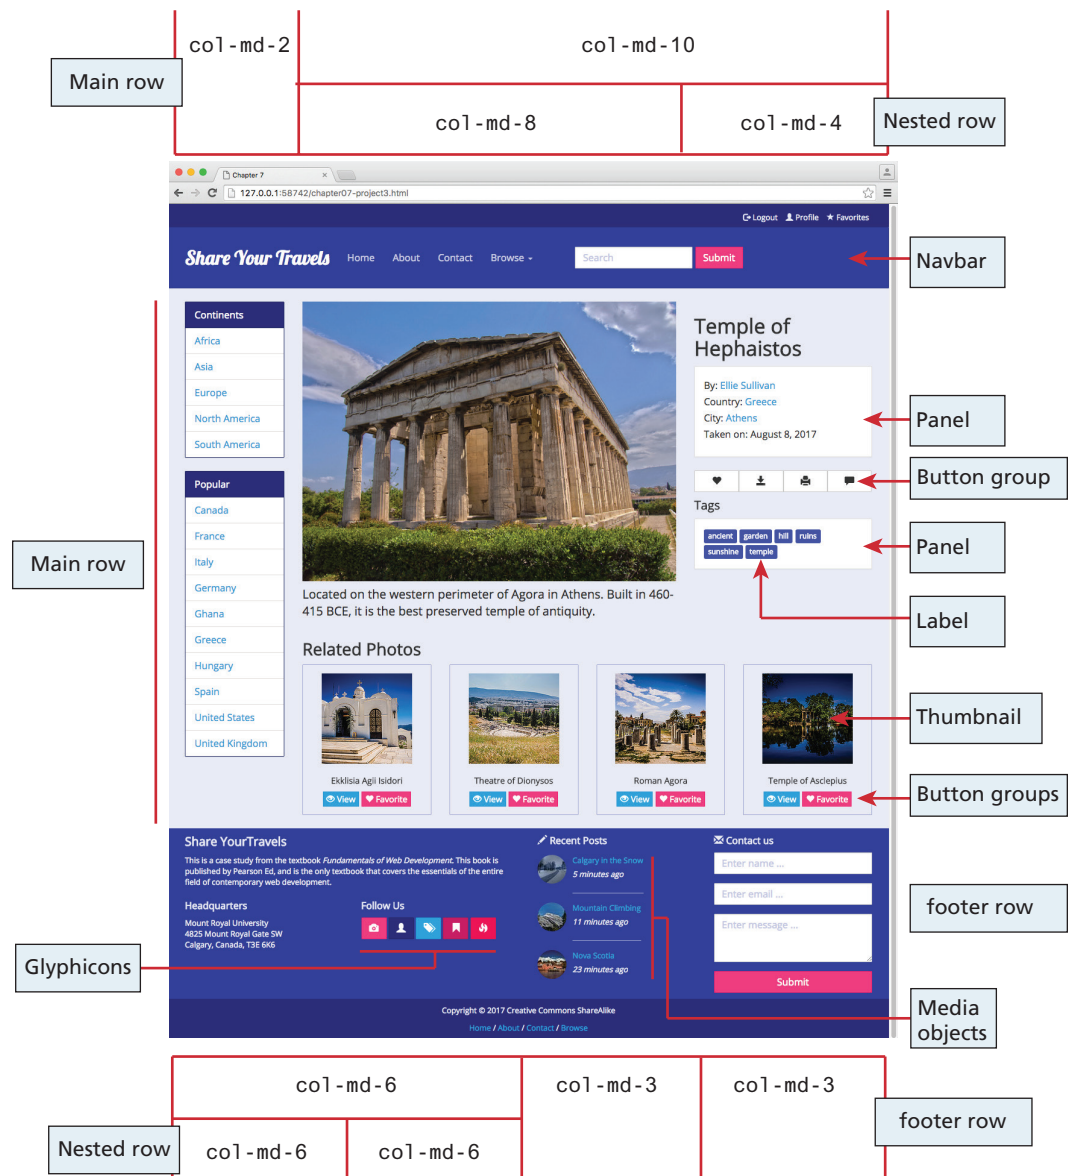 col-md-2
col-md-10
Main row
col-md-8
col-md-4
Nested row
Chapter 7
127.0.0.1:58742/chapter07-project3.html
Logout Profile Favorites
Share Your Travels
Home About Contact Browse
Search
Submit
Navbar
Main row
Continents
Africa
Asia
Europe
North America
South America
Popular
Canada
France
Italy
Germany
Ghana
Greece
Hungary
Spain
United States
United Kingdom
Located on the western perimeter of Agora in Athens. Built in 460-
415 BCE, it is the best preserved temple of antiquity.
Temple of
Hephaistos
By: Ellie Sullivan
Country: Greece
City: Athens
Taken on: August 8, 2017
Panel
Button group
Tags
ancient garden hill ruins
sunshine temple
Panel
Label
Related Photos
Ekklisia Agii Isidori
View Favorite
Theatre of Dionysos
View Favorite
Roman Agora
View Favorite
Temple of Asclepius
View Favorite
Thumbnail
Button groups
Share YourTravels
This is a case study from the textbook Fundamentals of Web Development. This book is
published by Pearson Ed, and is the only textbook that covers the essentials of the entire
field of contemporary web development.
Headquarters
Mount Royal University
4825 Mount Royal Gate SW
Calgary, Canada, T3E 6K6
Follow Us
Recent Posts
Calgary in the Snow
5 minutes ago
Mountain Climbing
11 minutes ago
Nova Scotia
23 minutes ago
Contact us
Enter name ...
Enter email ...
Enter message ...
Submit
footer row
Glyphicons
Copyright © 2017 Creative Commons ShareAlike
Home / About / Contact / Browse
Media
objects
col-md-6
col-md-3
col-md-3
footer row
Nested row
col-md-6
col-md-6